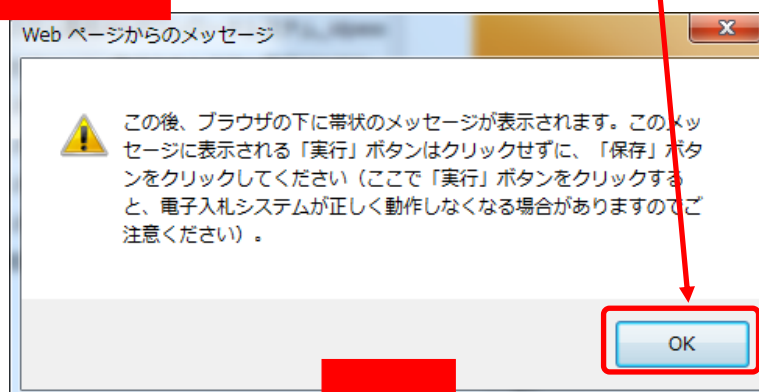 Web ページからのメッセージ
この後、ブラウザの下に帯状のメッセージが表示されます。このメッ
セージに表示される「実行」ボタンはクリックせずに、「保存」ボタ
ンをクリックしてください（ここで「実行」ボタンをクリックする
と、電子入札システムが正しく動作しなくなる場合がありますのでご
注意ください）.
OK